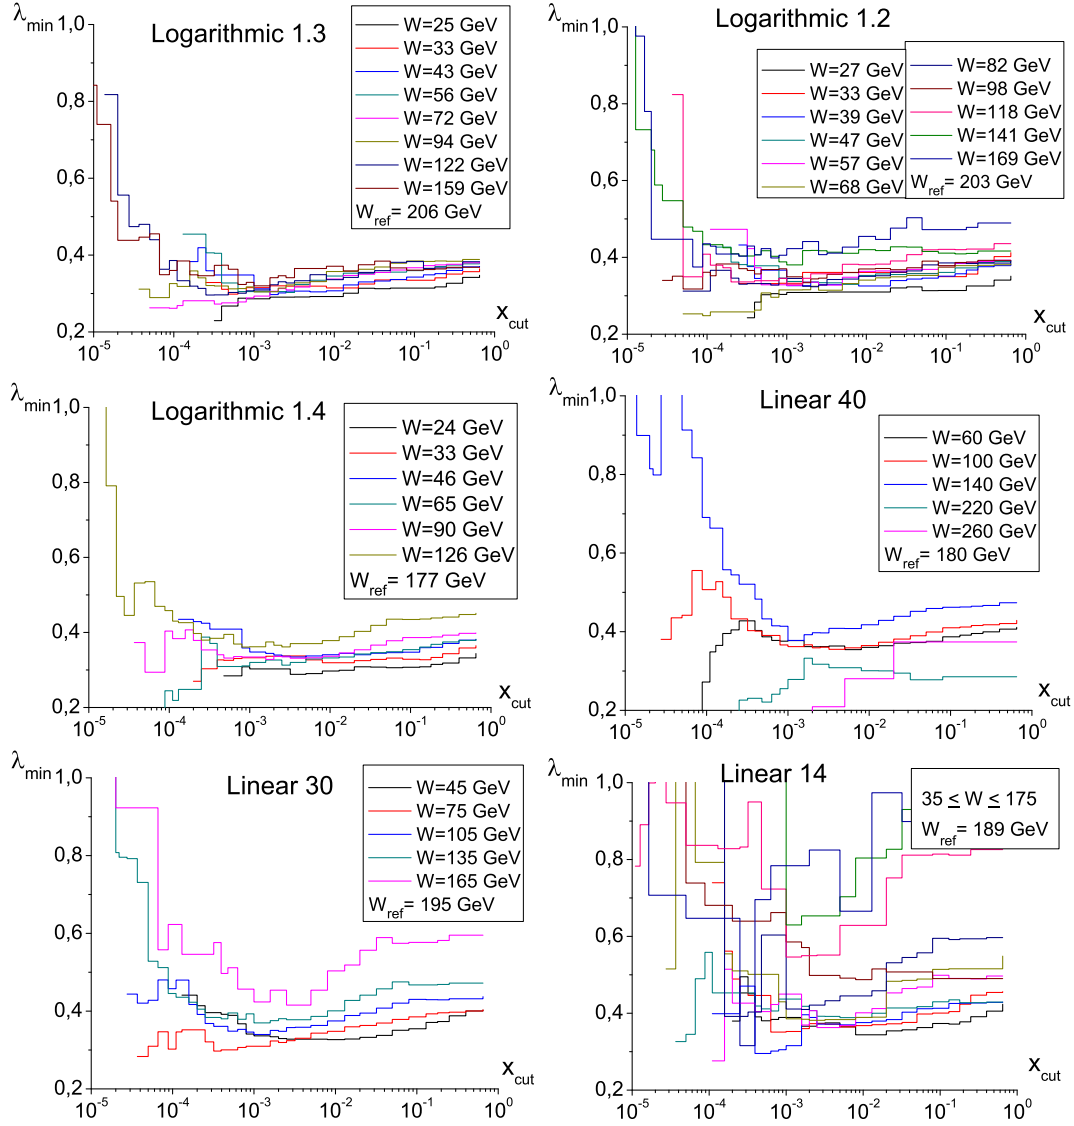 λmin
1,0
0,8
0,6
0,4
0,2
Logarithmic 1.3
W=25 GeV
W=33 GeV
W=43 GeV
W=56 GeV
W=72 GeV
W=94 GeV
W=122 GeV
W=159 GeV
Wref= 206 GeV
xcut
10-5 10-4 10-3 10-2 10-1 100
λmin
1,0
0,8
0,6
0,4
0,2
Logarithmic 1.2
W=27 GeV
W=33 GeV
W=39 GeV
W=47 GeV
W=57 GeV
W=68 GeV
W=82 GeV
W=98 GeV
W=118 GeV
W=141 GeV
W=169 GeV
Wref= 203 GeV
xcut
10-5 10-4 10-3 10-2 10-1 100
λmin
1,0
0,8
0,6
0,4
0,2
Logarithmic 1.4
W=24 GeV
W=33 GeV
W=46 GeV
W=65 GeV
W=90 GeV
W=126 GeV
Wref= 177 GeV
xcut
10-5 10-4 10-3 10-2 10-1 100
λmin
1,0
0,8
0,6
0,4
0,2
Linear 40
W=60 GeV
W=100 GeV
W=140 GeV
W=220 GeV
W=260 GeV
Wref= 180 GeV
xcut
10-5 10-4 10-3 10-2 10-1 100
λmin
1,0
0,8
0,6
0,4
0,2
Linear 30
W=45 GeV
W=75 GeV
W=105 GeV
W=135 GeV
W=165 GeV
Wref= 195 GeV
xcut
10-5 10-4 10-3 10-2 10-1 100
λmin
1,0
0,8
0,6
0,4
0,2
Linear 14
35 ≤ W ≤ 175
Wref= 189 GeV
xcut
10-5 10-4 10-3 10-2 10-1 100